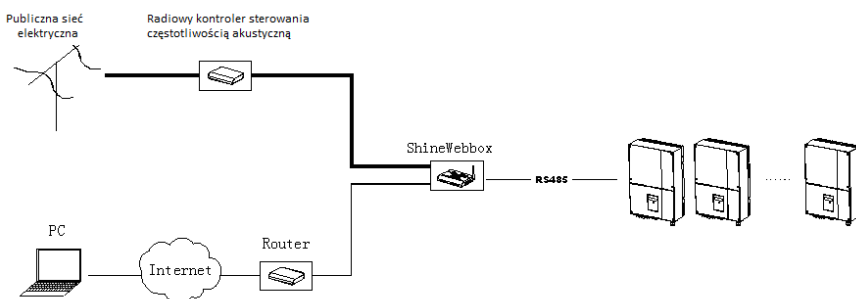 Publiczna sieć
elektryczna
Radiowy kontroler sterowania
częstotliwością akustyczną
ShineWebbox
RS485
......
PC
Internet
Router